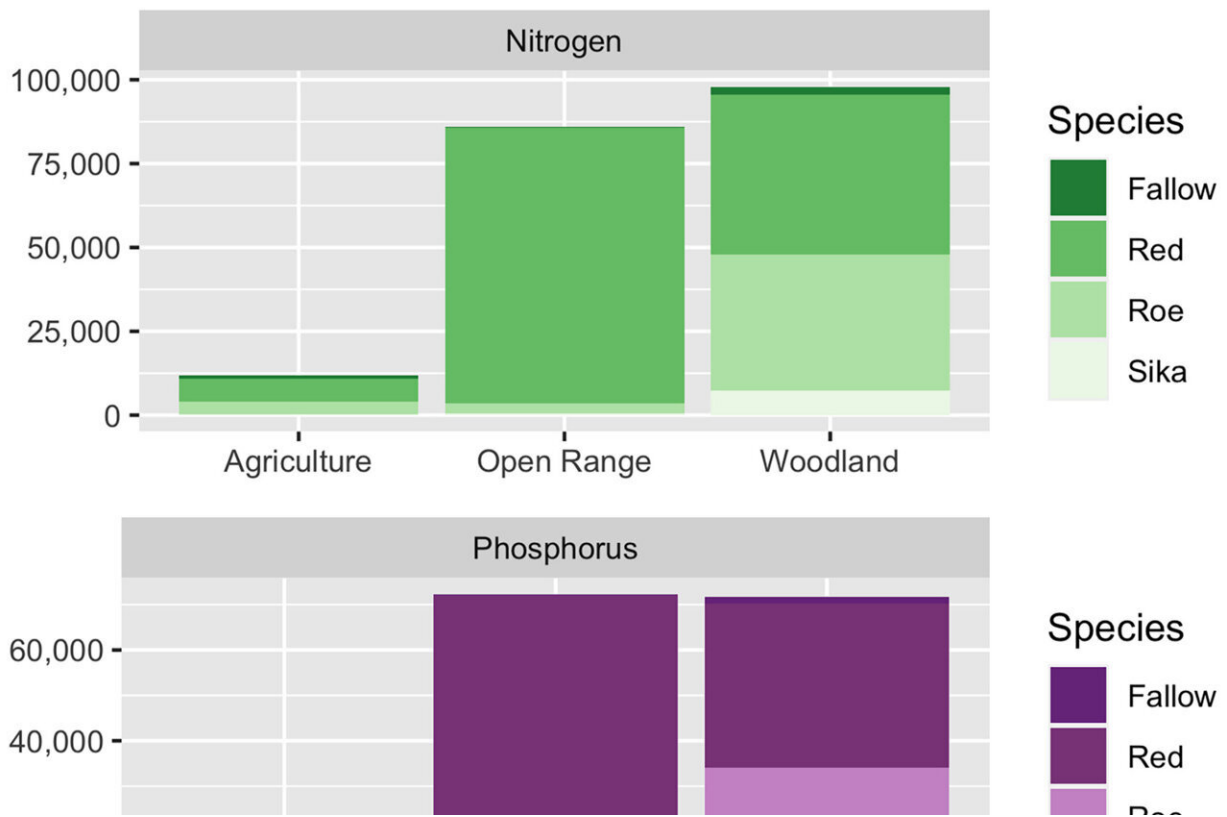 Nitrogen
100,000
75,000
50,000
25,000
0
Agriculture Open Range Woodland
Species
Fallow
Red
Roe
Sika
Phosphorus
60,000
40,000
Species
Fallow
Red